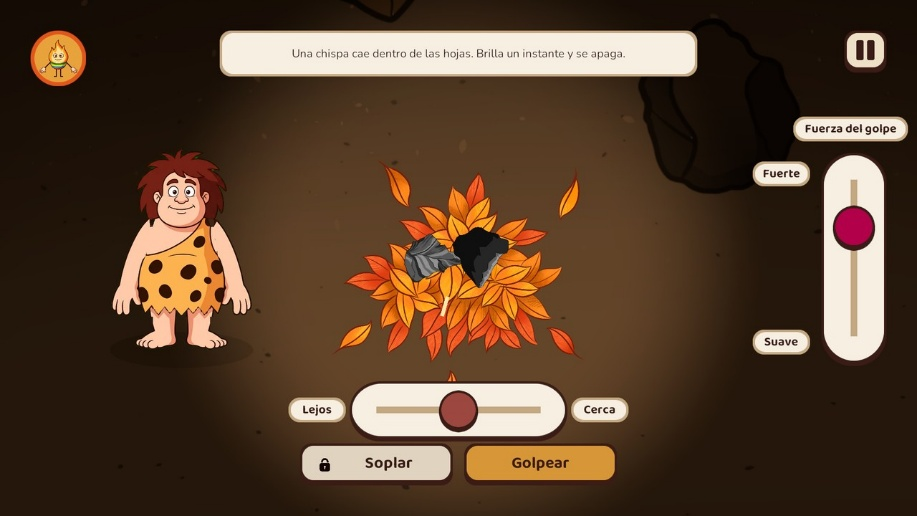 Una chispa cae dentro de las hojas. Brilla un instante y se apaga.
Fuerza del golpe
Fuerte
Suave
Lejos
Cerca
Soplar
Golpear